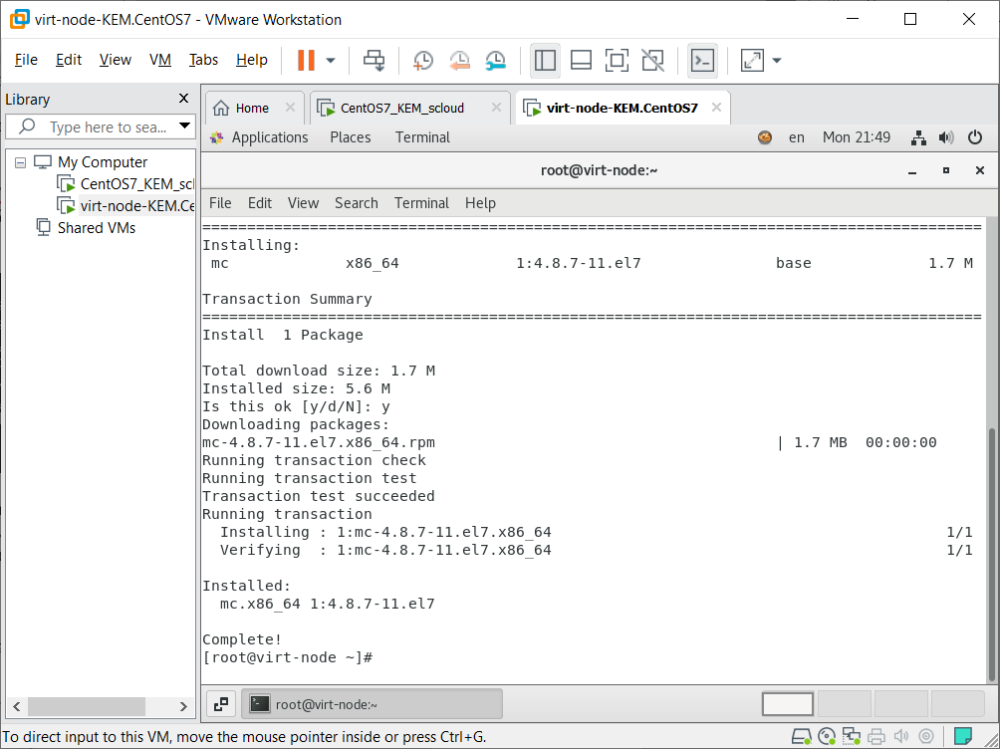 virt-node-KEM.CentOS7 - VMware Workstation
File Edit View VM Tabs Help
Library
Type here to sea...
My Computer
CentOS7_KEM_scl
virt-node-KEM.Ce
Shared VMs
Home CentOS7_KEM_scloud virt-node-KEM.CentOS7
Applications Places Terminal en Mon 21:49
root@virt-node:~
File Edit View Search Terminal Help
================================================================================
Installing:
mc x86_64 1:4.8.7-11.el7 base 1.7 M
Transaction Summary
================================================================================
Install 1 Package
Total download size: 1.7 M
Installed size: 5.6 M
Is this ok [y/d/N]: y
Downloading packages:
mc-4.8.7-11.el7.x86_64.rpm | 1.7 MB 00:00:00
Running transaction check
Running transaction test
Transaction test succeeded
Running transaction
Installing : 1:mc-4.8.7-11.el7.x86_64 1/1
Verifying : 1:mc-4.8.7-11.el7.x86_64 1/1
Installed:
mc.x86_64 1:4.8.7-11.el7
Complete!
[root@virt-node ~]#
root@virt-node:~
To direct input to this VM, move the mouse pointer inside or press Ctrl+G.